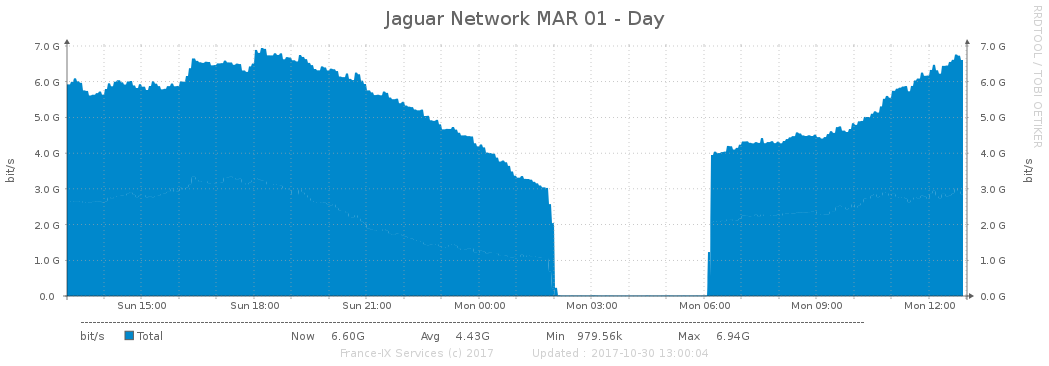 Jaguar Network MAR 01 - Day
RRDTOOL / TOBI OETIKER
7.0 G 7.0 G
6.0 G 6.0 G
5.0 G 5.0 G
4.0 G 4.0 G
3.0 G 3.0 G
2.0 G 2.0 G
1.0 G 1.0 G
0.0 0.0 G
bit/s
bit/s
Sun 15:00 Sun 18:00 Sun 21:00 Mon 00:00 Mon 03:00 Mon 06:00 Mon 09:00 Mon 12:00
bit/s Total Now 6.60G Avg 4.43G Min 979.56k Max 6.94G
France-IX Services (c) 2017 Updated : 2017-10-30 13:00:04